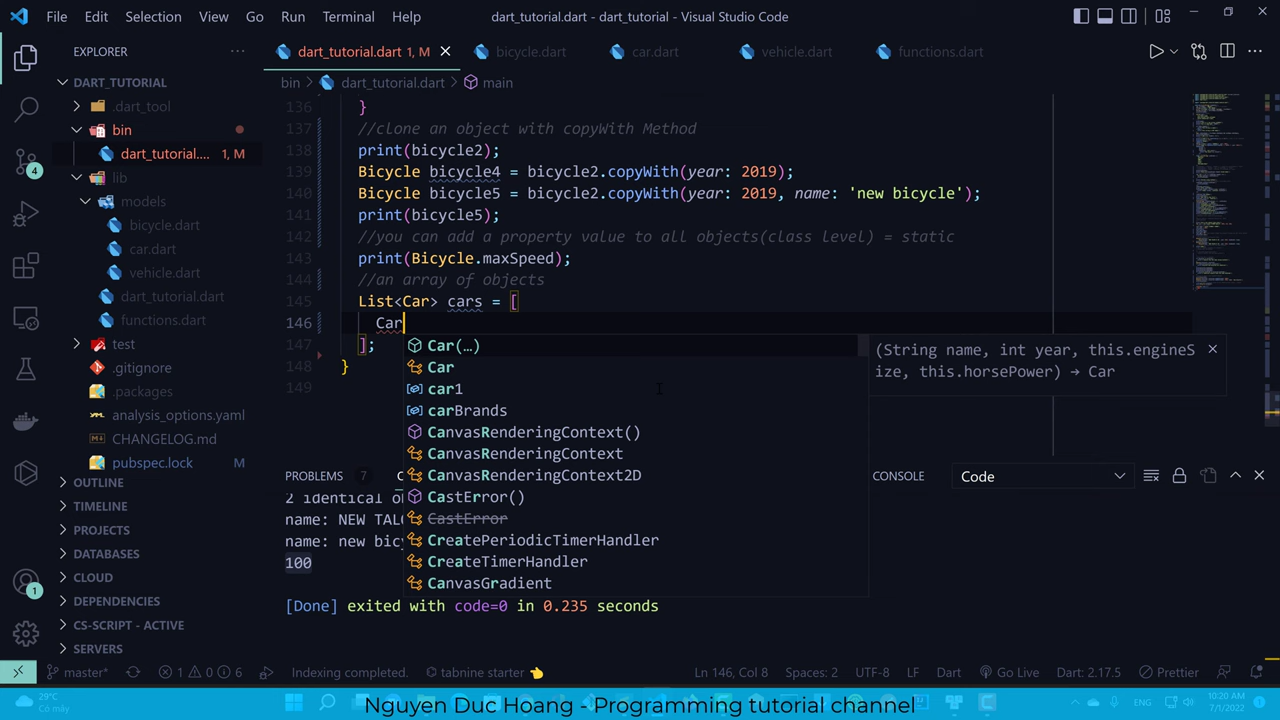 File Edit Selection View Go Run Terminal Help
dart_tutorial.dart - dart_tutorial - Visual Studio Code
EXPLORER
dart_tutorial.dart 1, M
bicycle.dart
car.dart
vehicle.dart
functions.dart
DART_TUTORIAL
bin > dart_tutorial.dart > main
.dart_tool
bin
dart_tutorial.... 1, M
lib
models
bicycle.dart
car.dart
vehicle.dart
dart_tutorial.dart
functions.dart
test
.gitignore
.packages
analysis_options.yaml
CHANGELOG.md
pubspec.lock M
OUTLINE
TIMELINE
PROJECTS
DATABASES
CLOUD
DEPENDENCIES
CS-SCRIPT - ACTIVE
SERVERS
4
1
136 }
137 //clone an object with copyWith Method
138 print(bicycle2);
139 Bicycle bicycle4 = bicycle2.copyWith(year: 2019);
140 Bicycle bicycle5 = bicycle2.copyWith(year: 2019, name: 'new bicycle');
141 print(bicycle5);
142 //you can add a property value to all objects(class level) = static
143 print(Bicycle.maxSpeed);
144 //an array of objects
145 List<Car> cars = [
146 Car
147 ];
148 }
149
Car(…)
Car
car1
carBrands
CanvasRenderingContext()
CanvasRenderingContext
CanvasRenderingContext2D
CastError()
CastError
CreatePeriodicTimerHandler
CreateTimerHandler
CanvasGradient
(String name, int year, this.engineS
ize, this.horsePower) → Car
PROBLEMS 7
CONSOLE
Code
2 identical o
name: NEW TAL
name: new bic
100
[Done] exited with code=0 in 0.235 seconds
master* 1 0 6 Indexing completed. tabnine starter Ln 146, Col 8 Spaces: 2 UTF-8 LF Dart Go Live Dart: 2.17.5 Prettier
29°C
Có mây
Nguyen Duc Hoang - Programming tutorial channel
ENG
10:20 AM
7/1/2022